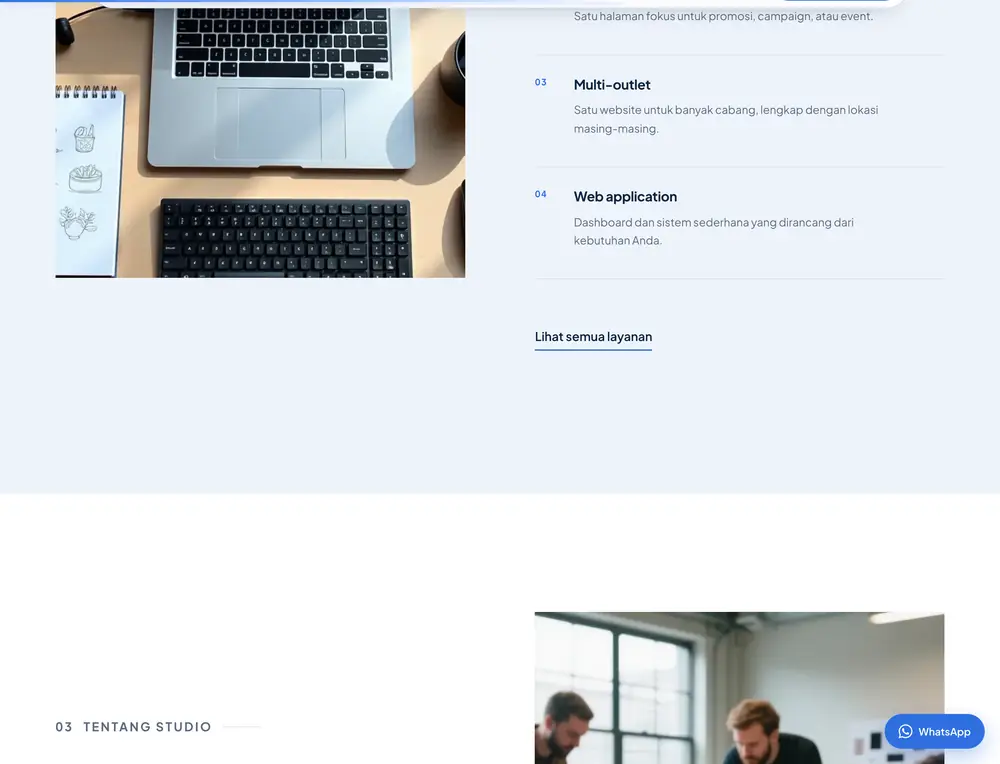 Satu halaman fokus untuk promosi, campaign, atau event.
03
Multi-outlet
Satu website untuk banyak cabang, lengkap dengan lokasi
masing-masing.
04
Web application
Dashboard dan sistem sederhana yang dirancang dari
kebutuhan Anda.
Lihat semua layanan
03 TENTANG STUDIO
WhatsApp